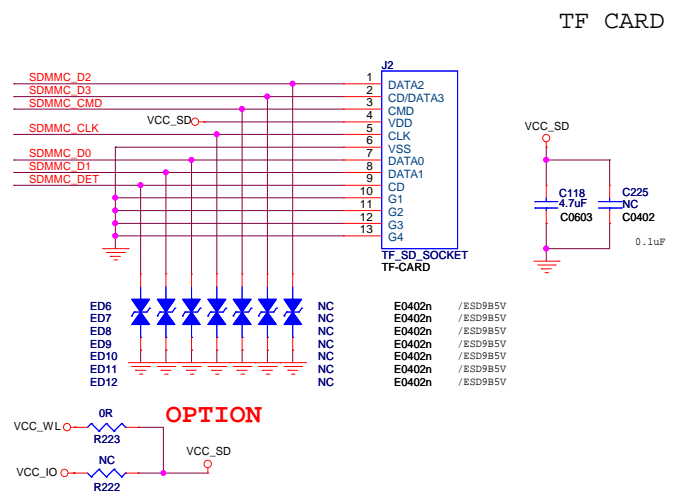 TF CARD
J2
SDMMC_D2 1 DATA2
SDMMC_D3 2 CD/DATA3
SDMMC_CMD 3 CMD
VCC_SD 4 VDD
SDMMC_CLK 5 CLK
6 VSS
SDMMC_D0 7 DATA0
SDMMC_D1 8 DATA1
SDMMC_DET 9 CD
10 G1
11 G2
12 G3
13 G4
TF_SD_SOCKET
TF-CARD
VCC_SD
C118
4.7uF
C0603
C225
NC
C0402
0.1uF
ED6 NC E0402n /ESD9B5V
ED7 NC E0402n /ESD9B5V
ED8 NC E0402n /ESD9B5V
ED9 NC E0402n /ESD9B5V
ED10 NC E0402n /ESD9B5V
ED11 NC E0402n /ESD9B5V
ED12 NC E0402n /ESD9B5V
OPTION
0R
VCC_WL
R223
VCC_SD
NC
VCC_IO
R222